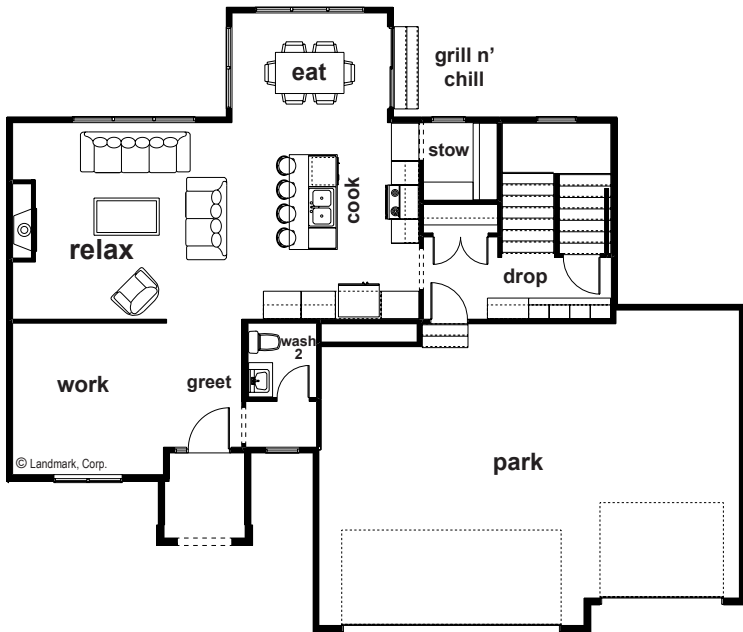 eat
grill n'
chill
stow
cook
relax
drop
wash
2
work
greet
© Landmark, Corp.
park